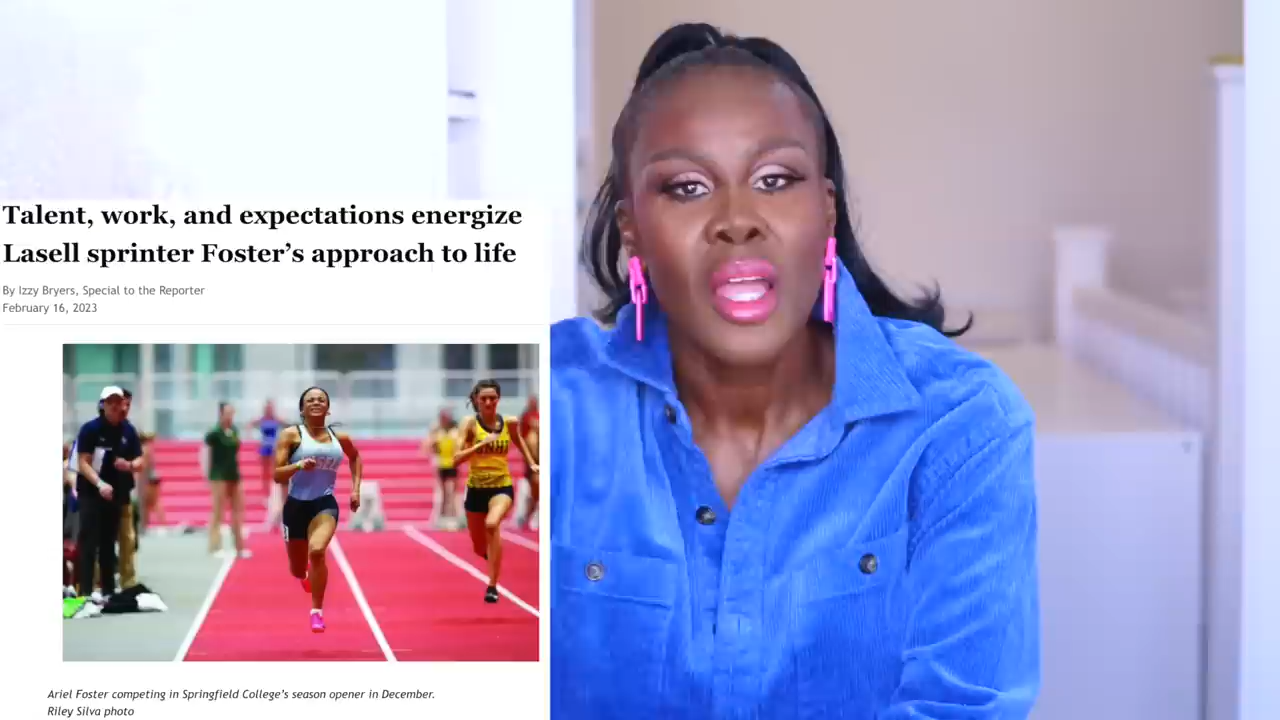 Talent, work, and expectations energize
Lasell sprinter Foster’s approach to life
By Izzy Bryers, Special to the Reporter
February 16, 2023
Ariel Foster competing in Springfield College’s season opener in December.
Riley Silva photo